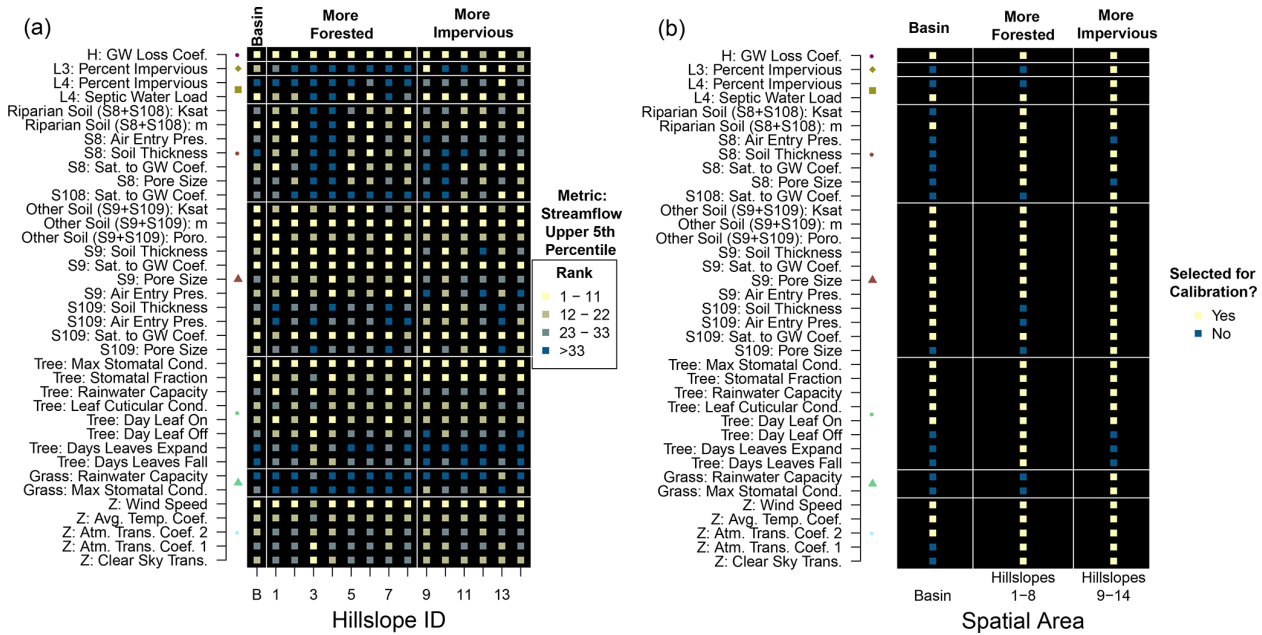 (a)
Basin
More
Forested
More
Impervious
H: GW Loss Coef.
L3: Percent Impervious
L4: Percent Impervious
L4: Septic Water Load
Riparian Soil (S8+S108): Ksat
Riparian Soil (S8+S108): m
S8: Air Entry Pres.
S8: Soil Thickness
S8: Sat. to GW Coef.
S8: Pore Size
S108: Sat. to GW Coef.
Other Soil (S9+S109): Ksat
Other Soil (S9+S109): m
Other Soil (S9+S109): Poro.
S9: Soil Thickness
S9: Sat. to GW Coef.
S9: Pore Size
S9: Air Entry Pres.
S109: Soil Thickness
S109: Air Entry Pres.
S109: Sat. to GW Coef.
S109: Pore Size
Tree: Max Stomatal Cond.
Tree: Stomatal Fraction
Tree: Rainwater Capacity
Tree: Leaf Cuticular Cond.
Tree: Day Leaf On
Tree: Day Leaf Off
Tree: Days Leaves Expand
Tree: Days Leaves Fall
Grass: Rainwater Capacity
Grass: Max Stomatal Cond.
Z: Wind Speed
Z: Avg. Temp. Coef.
Z: Atm. Trans. Coef. 2
Z: Atm. Trans. Coef. 1
Z: Clear Sky Trans.
B 1 3 5 7 9 11 13
Hillslope ID
Metric:
Streamflow
Upper 5th
Percentile
Rank
1 − 11
12 − 22
23 − 33
>33
(b)
Basin
More
Forested
More
Impervious
H: GW Loss Coef.
L3: Percent Impervious
L4: Percent Impervious
L4: Septic Water Load
Riparian Soil (S8+S108): Ksat
Riparian Soil (S8+S108): m
S8: Air Entry Pres.
S8: Soil Thickness
S8: Sat. to GW Coef.
S8: Pore Size
S108: Sat. to GW Coef.
Other Soil (S9+S109): Ksat
Other Soil (S9+S109): m
Other Soil (S9+S109): Poro.
S9: Soil Thickness
S9: Sat. to GW Coef.
S9: Pore Size
S9: Air Entry Pres.
S109: Soil Thickness
S109: Air Entry Pres.
S109: Sat. to GW Coef.
S109: Pore Size
Tree: Max Stomatal Cond.
Tree: Stomatal Fraction
Tree: Rainwater Capacity
Tree: Leaf Cuticular Cond.
Tree: Day Leaf On
Tree: Day Leaf Off
Tree: Days Leaves Expand
Tree: Days Leaves Fall
Grass: Rainwater Capacity
Grass: Max Stomatal Cond.
Z: Wind Speed
Z: Avg. Temp. Coef.
Z: Atm. Trans. Coef. 2
Z: Atm. Trans. Coef. 1
Z: Clear Sky Trans.
Basin
Hillslopes
1−8
Hillslopes
9−14
Spatial Area
Selected for
Calibration?
Yes
No